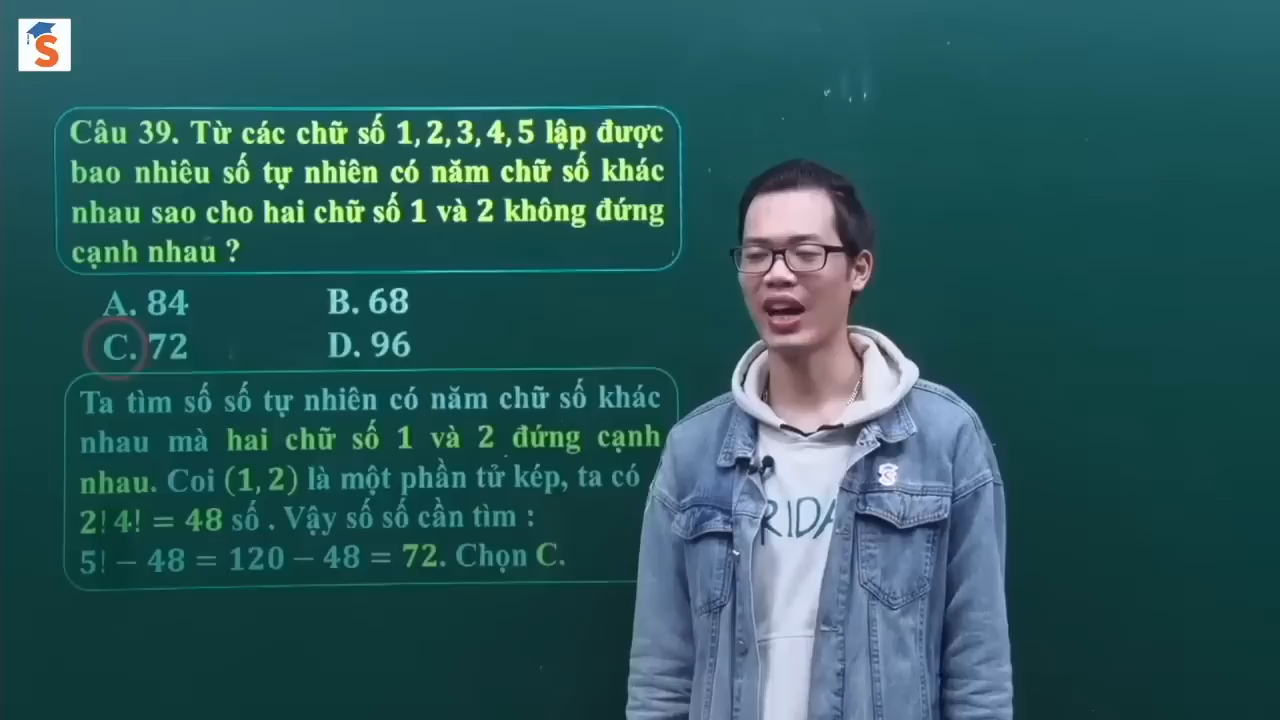 S
Câu 39. Từ các chữ số 1, 2, 3, 4, 5 lập được
bao nhiêu số tự nhiên có năm chữ số khác
nhau sao cho hai chữ số 1 và 2 không đứng
cạnh nhau ?
A. 84 B. 68
C. 72 D. 96
Ta tìm số số tự nhiên có năm chữ số khác
nhau mà hai chữ số 1 và 2 đứng cạnh
nhau. Coi (1, 2) là một phần tử kép, ta có
2! 4! = 48 số . Vậy số số cần tìm :
5! − 48 = 120 − 48 = 72. Chọn C.
RIDA